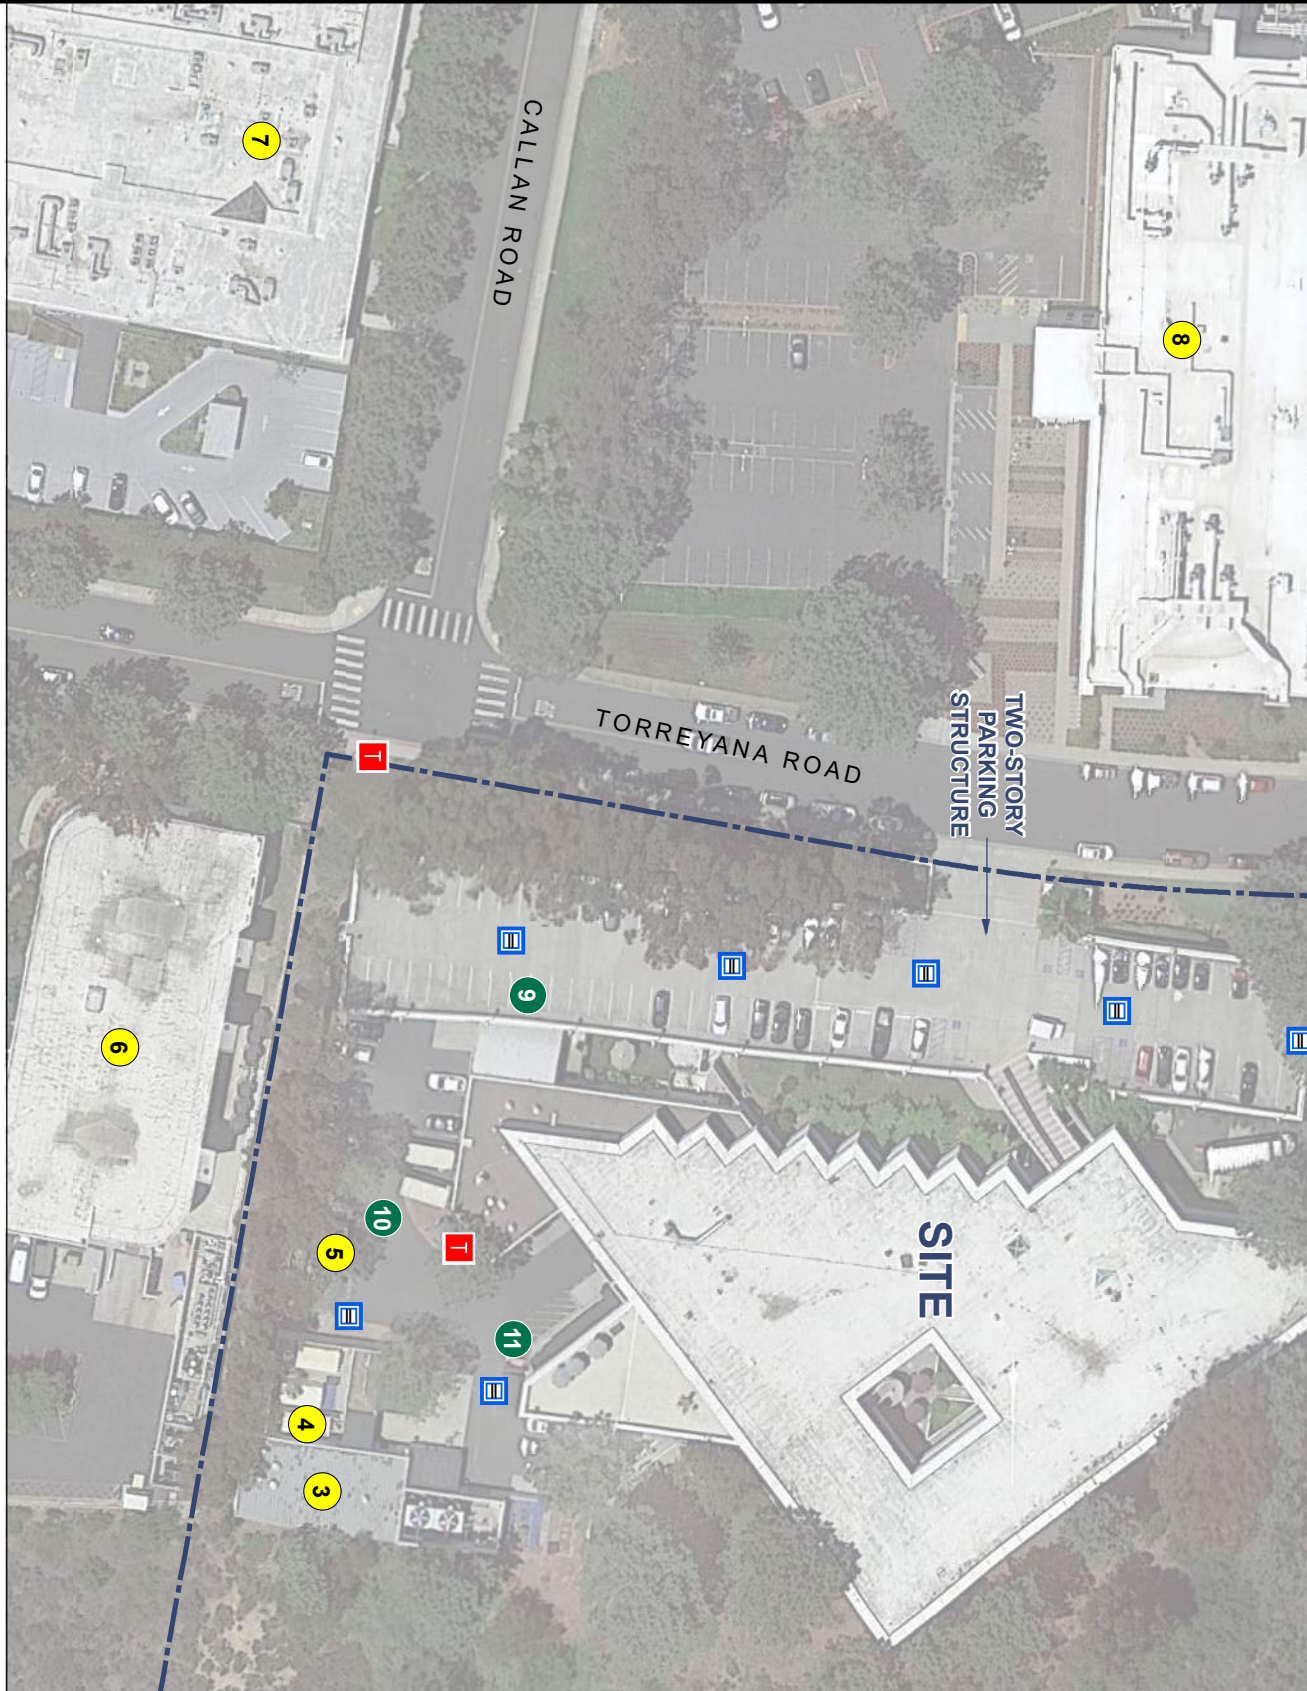 CALLAN ROAD
7
8
TORREYANA ROAD
TWO-STORY
PARKING
STRUCTURE
T
9
6
SITE
10
5
T
11
4
3